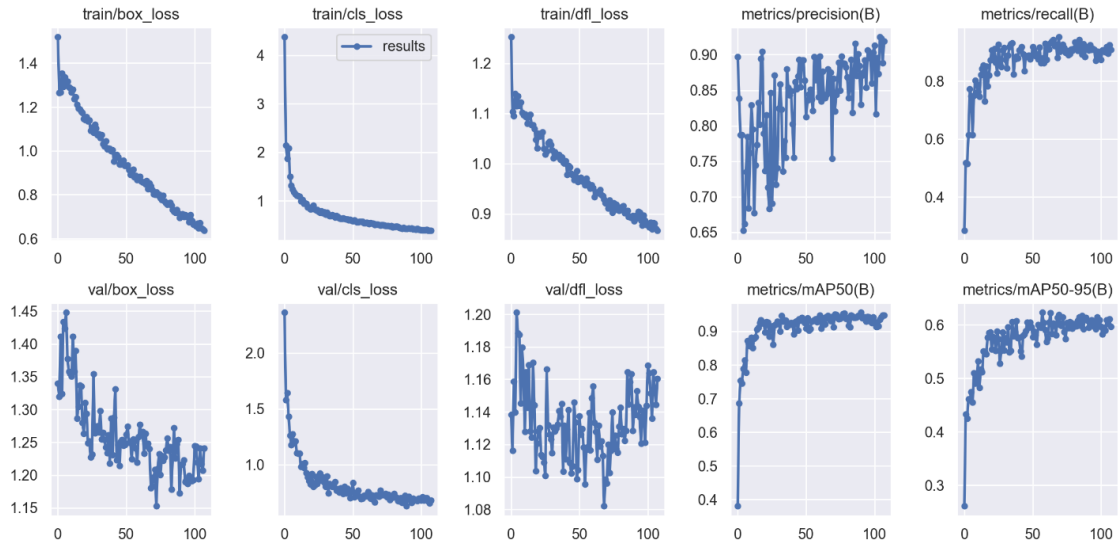 train/box_loss train/cls_loss train/dfl_loss metrics/precision(B) metrics/recall(B)
results
1.4 1.2 1.0 0.8 0.6
0 50 100
4 3 2 1
0 50 100
1.2 1.1 1.0 0.9
0 50 100
0.90 0.85 0.80 0.75 0.70 0.65
0 50 100
0.8 0.6 0.4
0 50 100
val/box_loss val/cls_loss val/dfl_loss metrics/mAP50(B) metrics/mAP50-95(B)
1.45 1.40 1.35 1.30 1.25 1.20 1.15
0 50 100
2.0 1.5 1.0
0 50 100
1.20 1.18 1.16 1.14 1.12 1.10 1.08
0 50 100
0.9 0.8 0.7 0.6 0.5 0.4
0 50 100
0.6 0.5 0.4 0.3
0 50 100